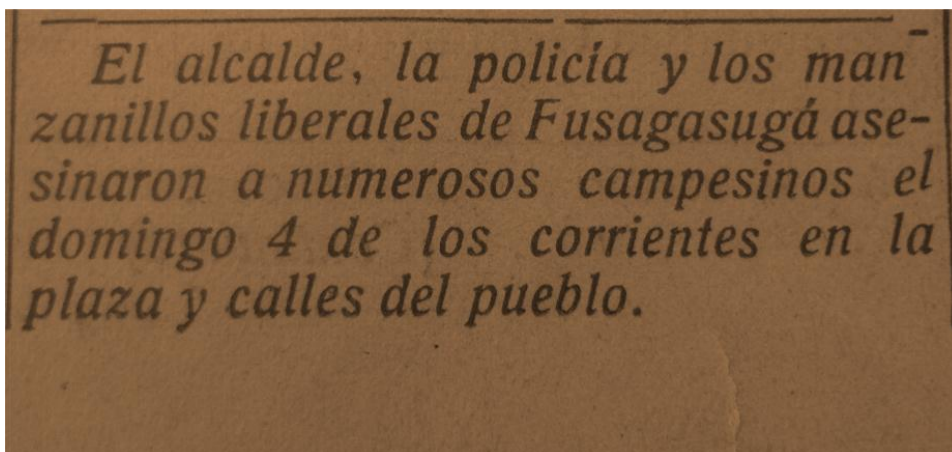 El alcalde, la policía y los man-
zanillos liberales de Fusagasugá ase-
sinaron a numerosos campesinos el
domingo 4 de los corrientes en la
plaza y calles del pueblo.